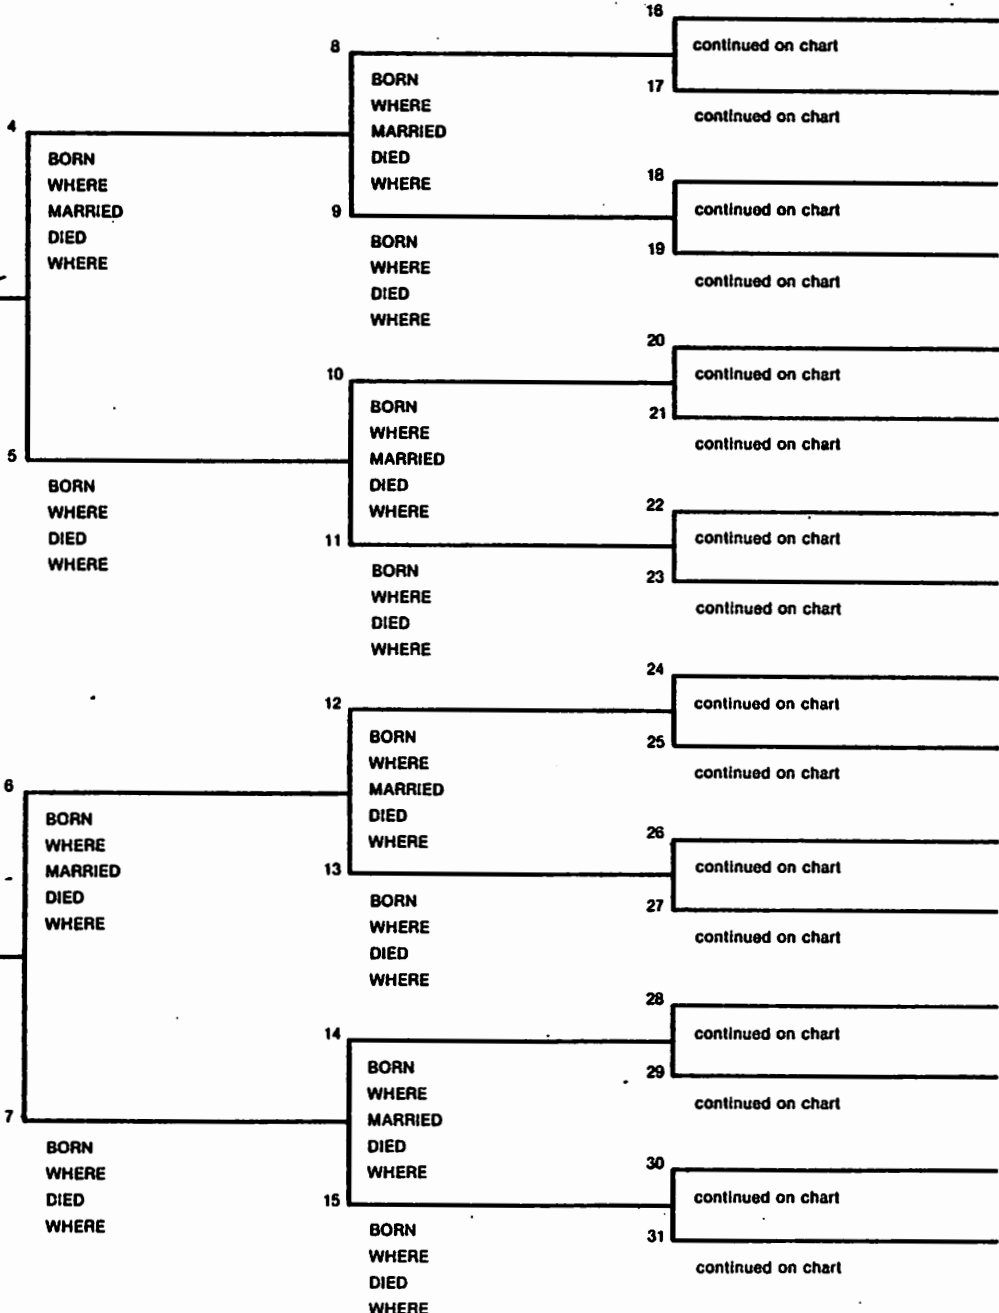 16
continued on chart
8
BORN
WHERE
MARRIED
DIED
WHERE
17
continued on chart
4
BORN
WHERE
MARRIED
DIED
WHERE
18
continued on chart
9
BORN
WHERE
DIED
WHERE
19
continued on chart
20
continued on chart
10
BORN
WHERE
MARRIED
DIED
WHERE
21
continued on chart
5
BORN
WHERE
DIED
WHERE
22
continued on chart
11
BORN
WHERE
DIED
WHERE
23
continued on chart
24
continued on chart
12
BORN
WHERE
MARRIED
DIED
WHERE
25
continued on chart
6
BORN
WHERE
MARRIED
DIED
WHERE
26
continued on chart
13
BORN
WHERE
DIED
WHERE
27
continued on chart
28
continued on chart
14
BORN
WHERE
MARRIED
DIED
WHERE
29
continued on chart
7
BORN
WHERE
DIED
WHERE
30
continued on chart
15
BORN
WHERE
DIED
WHERE
31
continued on chart